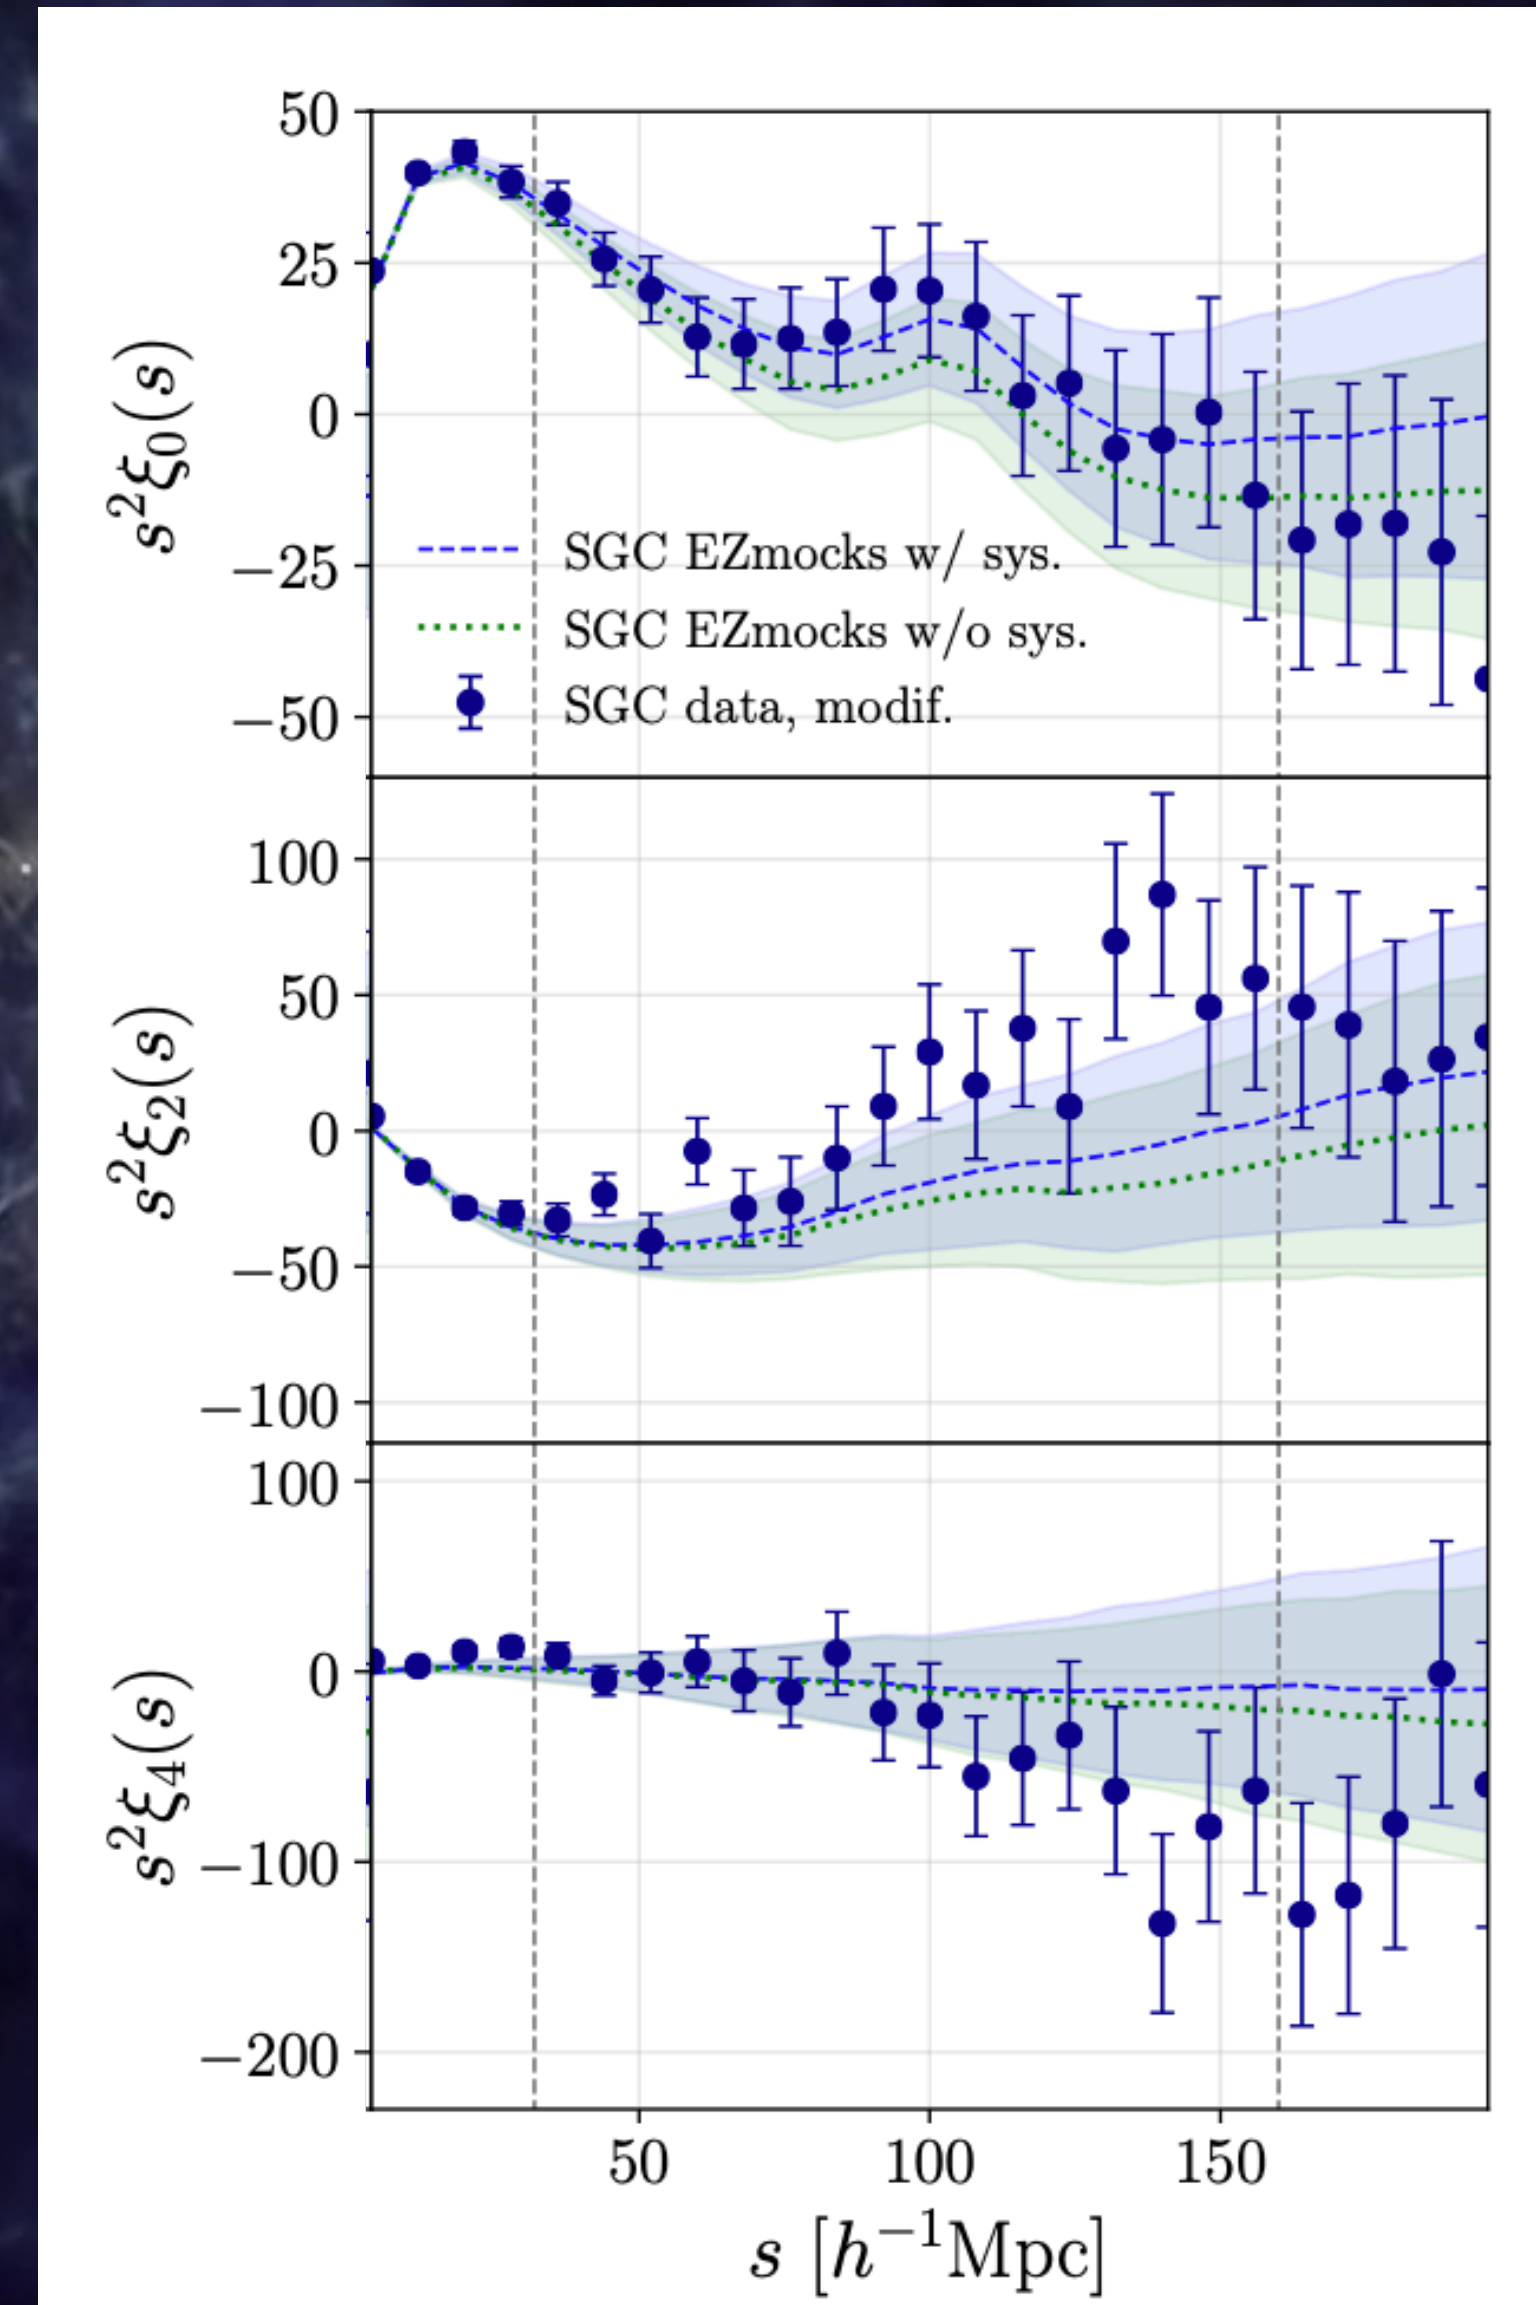 50
25
0
−25
−50
s²ξ₀(s)
SGC EZmocks w/ sys.
SGC EZmocks w/o sys.
SGC data, modif.
100
50
0
−50
−100
s²ξ₂(s)
100
0
−100
−200
s²ξ₄(s)
50 100 150
s [h⁻¹Mpc]